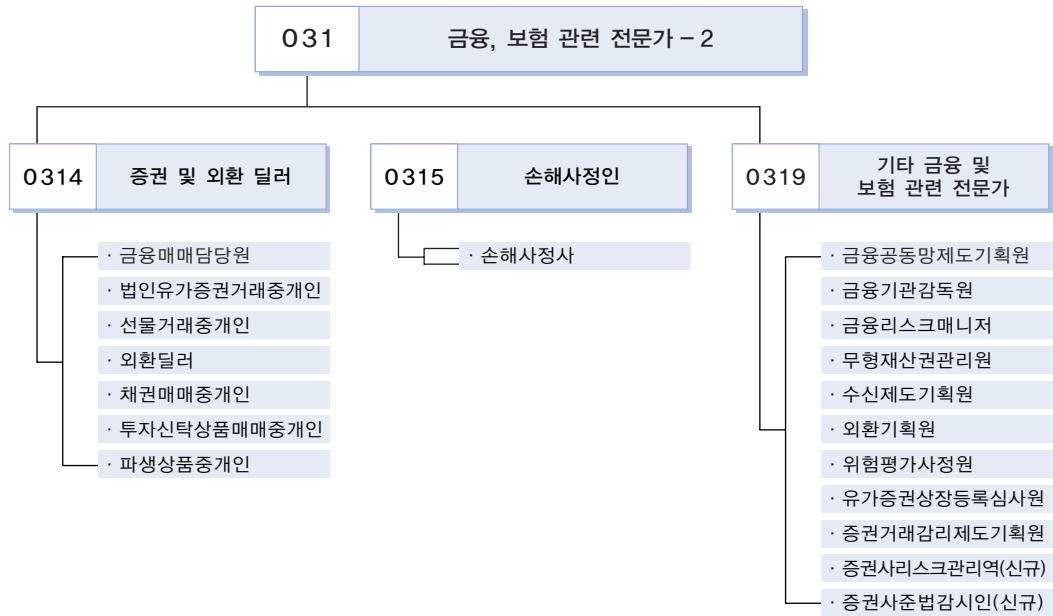 031 금융, 보험 관련 전문가 – 2
0314 증권 및 외환 딜러
· 금융매매담당원
· 법인유가증권거래중개인
· 선물거래중개인
· 외환딜러
· 채권매매중개인
· 투자신탁상품매매중개인
· 파생상품중개인
0315 손해사정인
· 손해사정사
0319 기타 금융 및
보험 관련 전문가
· 금융공동망제도기획원
· 금융기관감독원
· 금융리스크매니저
· 무형재산권관리원
· 수신제도기획원
· 외환기획원
· 위험평가사정원
· 유가증권상장등록심사원
· 증권거래감리제도기획원
· 증권사리스크관리역(신규)
· 증권사준법감시인(신규)